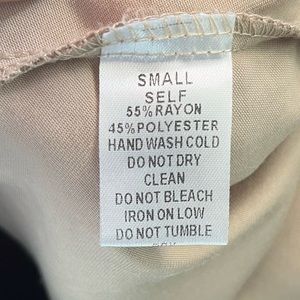 SMALL
SELF
55%RAYON
45%POLYESTER
HAND WASH COLD
DO NOT DRY
CLEAN
DO NOT BLEACH
IRON ON LOW
DO NOT TUMBLE